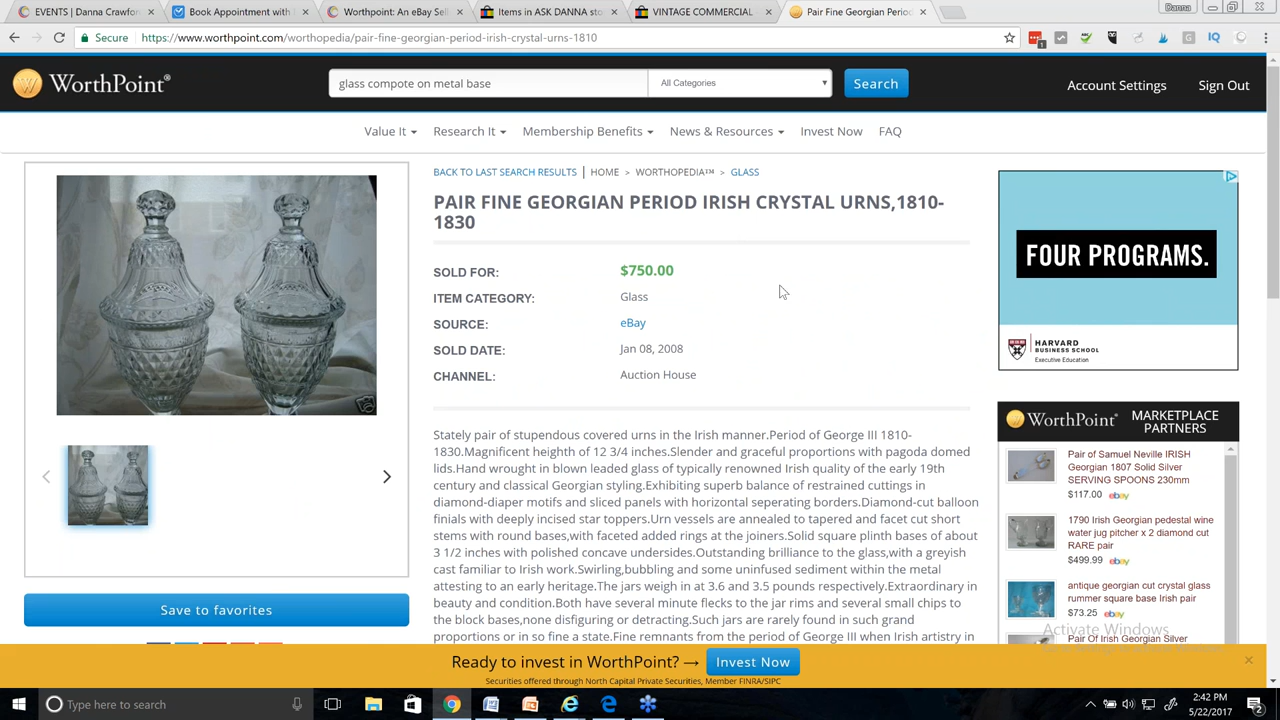 EVENTS | Danna Crawfor
Book Appointment with
Worthpoint: An eBay Sel
Items in ASK DANNA sto
VINTAGE COMMERCIAL
Pair Fine Georgian Perio
Danna
Secure | https://www.worthpoint.com/worthopedia/pair-fine-georgian-period-irish-crystal-urns-1810
WORTHPOINT®
glass compote on metal base
All Categories
Search
Account Settings
Sign Out
Value It
Research It
Membership Benefits
News & Resources
Invest Now
FAQ
BACK TO LAST SEARCH RESULTS | HOME > WORTHOPEDIA™ > GLASS
PAIR FINE GEORGIAN PERIOD IRISH CRYSTAL URNS,1810-
1830
SOLD FOR: $750.00
ITEM CATEGORY: Glass
SOURCE: eBay
SOLD DATE: Jan 08, 2008
CHANNEL: Auction House
Stately pair of stupendous covered urns in the Irish manner.Period of George III 1810-
1830.Magnificent heighth of 12 3/4 inches.Slender and graceful proportions with pagoda domed
lids.Hand wrought in blown leaded glass of typically renowned Irish quality of the early 19th
century and classical Georgian styling.Exhibiting superb balance of restrained cuttings in
diamond-diaper motifs and sliced panels with horizontal seperating borders.Diamond-cut balloon
finials with deeply incised star toppers.Urn vessels are annealed to tapered and facet cut short
stems with round bases,with faceted added rings at the joiners.Solid square plinth bases of about
3 1/2 inches with polished concave undersides.Outstanding brilliance to the glass,with a greyish
cast familiar to Irish work.Swirling,bubbling and some uninfused sediment within the metal
attesting to an early heritage.The jars weigh in at 3.6 and 3.5 pounds respectively.Extraordinary in
beauty and condition.Both have several minute flecks to the jar rims and several small chips to
the block bases,none disfiguring or detracting.Such jars are rarely found in such grand
proportions or in so fine a state.Fine remnants from the period of George III when Irish artistry in
Save to favorites
FOUR PROGRAMS.
HARVARD
BUSINESS SCHOOL
Executive Education
WORTHPOINT® MARKETPLACE
PARTNERS
Pair of Samuel Neville IRISH
Georgian 1807 Solid Silver
SERVING SPOONS 230mm
$117.00 ebay
1790 Irish Georgian pedestal wine
water jug pitcher x 2 diamond cut
RARE pair
$499.99 ebay
antique georgian cut crystal glass
rummer square base Irish pair
$73.25 ebay
Pair Of Irish Georgian Silver
Activate Windows
Ready to invest in WorthPoint? → Invest Now
Securities offered through North Capital Private Securities, Member FINRA/SIPC
Type here to search
2:42 PM
5/22/2017